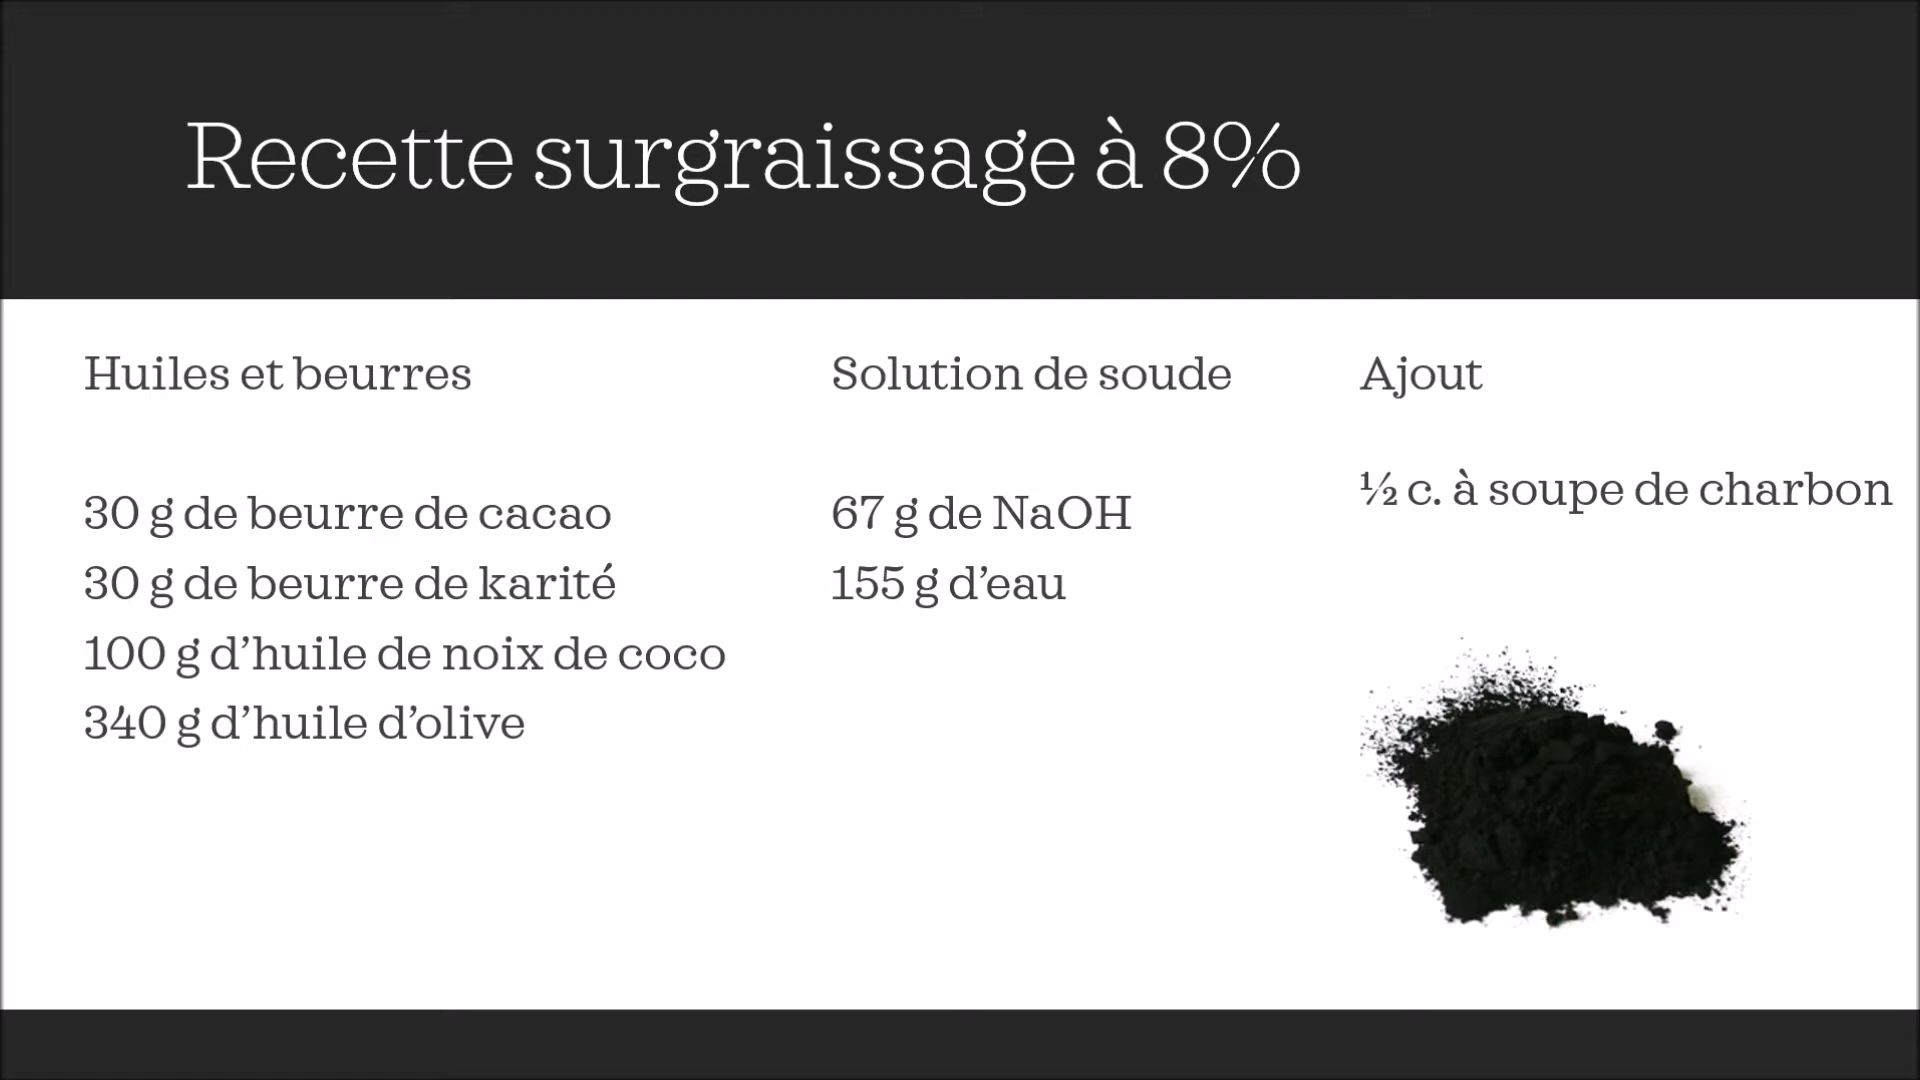 Recette surgraissage à 8%
Huiles et beurres
30 g de beurre de cacao
30 g de beurre de karité
100 g d’huile de noix de coco
340 g d’huile d’olive
Solution de soude
67 g de NaOH
155 g d’eau
Ajout
½ c. à soupe de charbon